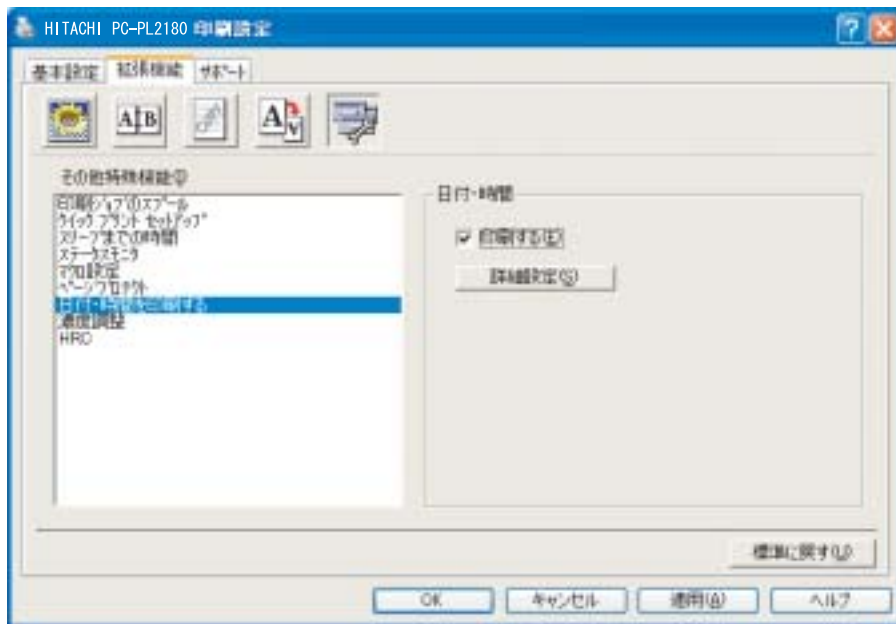 HITACHI PC-PL2180 印刷設定
基本設定 拡張機能 サポート
A B
A
その他特殊機能
印刷ジョブのスプール
クイック プリント セットアップ
スリープまでの時間
ステータスモニタ
マクロ設定
ページプロテクト
日付・時間を印刷する
濃度調整
HRC
日付・時間
印刷する(E)
詳細設定(S)
標準に戻す(U)
OK キャンセル 適用(A) ヘルプ